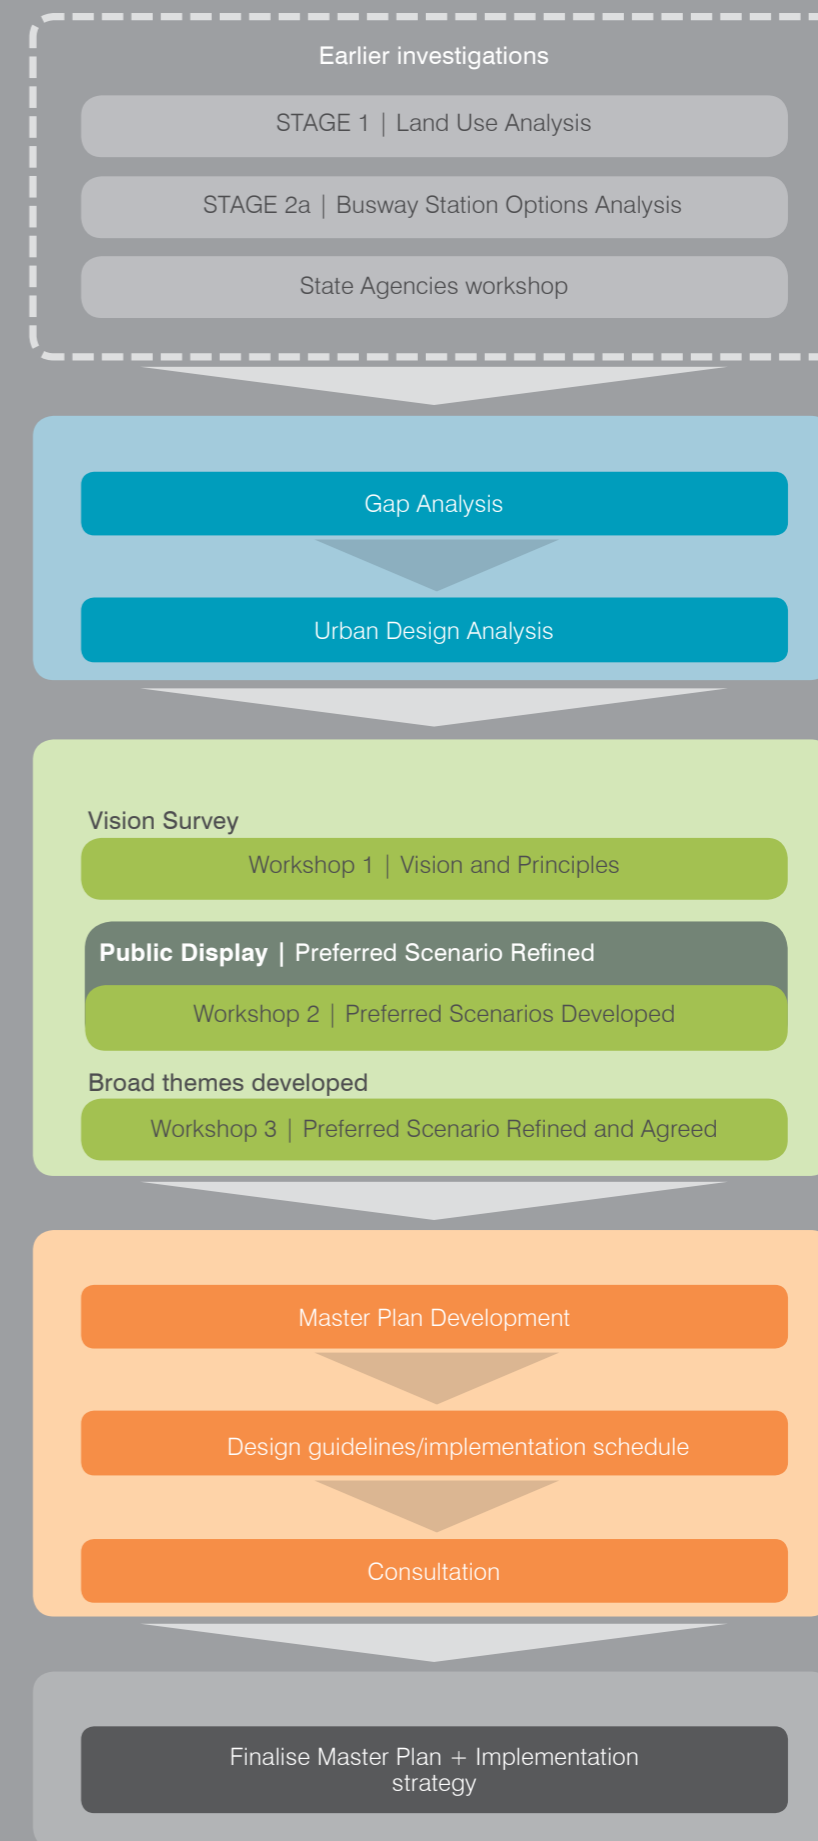 Earlier investigations
STAGE 1 | Land Use Analysis
STAGE 2a | Busway Station Options Analysis
State Agencies workshop
Gap Analysis
Urban Design Analysis
Vision Survey
Workshop 1 | Vision and Principles
Public Display | Preferred Scenario Refined
Workshop 2 | Preferred Scenarios Developed
Broad themes developed
Workshop 3 | Preferred Scenario Refined and Agreed
Master Plan Development
Design guidelines/implementation schedule
Consultation
Finalise Master Plan + Implementation
strategy